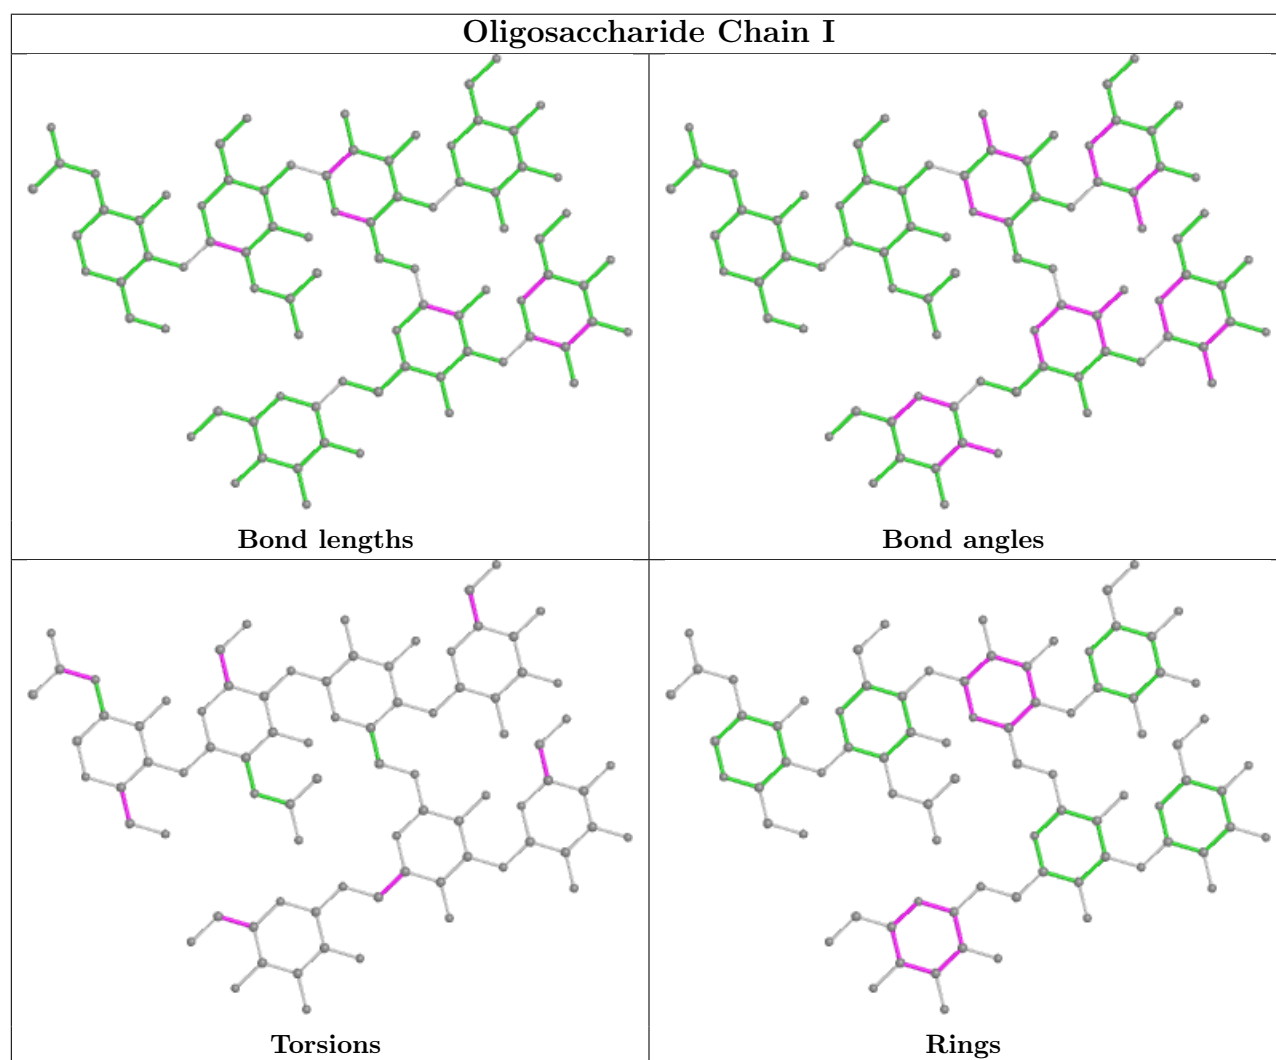 Oligosaccharide Chain I
Bond lengths
Bond angles
Torsions
Rings